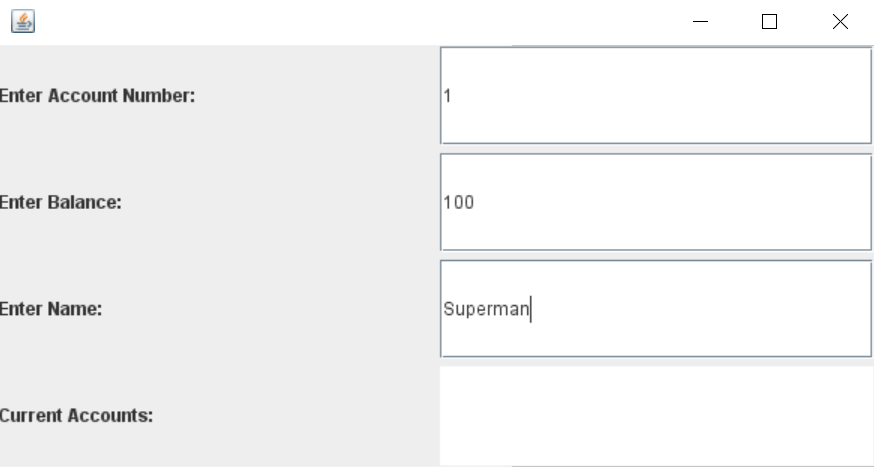 Enter Account Number:
1
Enter Balance:
100
Enter Name:
Superman
Current Accounts: